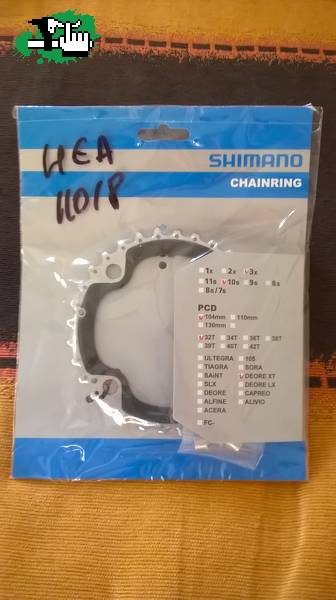 HEA
HO18
SHIMANO
CHAINRING
1x 2x 3x
11s 10s 9s 8s
8s/7s
PCD
104mm 110mm
130mm
32T 34T 36T 38T
39T 40T 42T
ULTEGRA 105
TIAGRA SORA
SAINT DEORE XT
SLX DEORE LX
DEORE CAPREO
ALFINE ALIVIO
ACERA
FC-